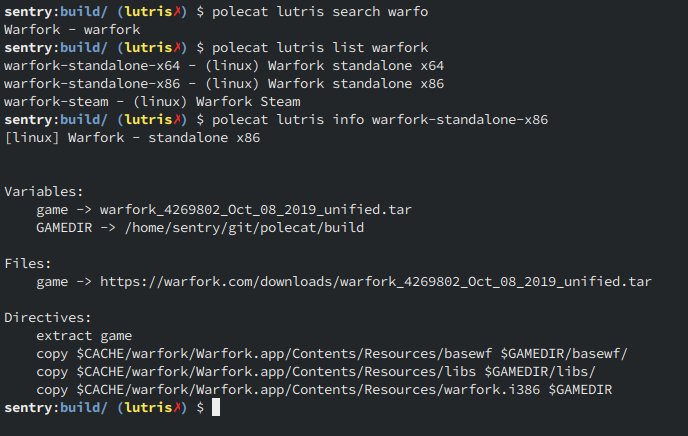 sentry:build/ (lutris✗) $ polecat lutris search warfo
Warfork - warfork
sentry:build/ (lutris✗) $ polecat lutris list warfork
warfork-standalone-x64 - (linux) Warfork standalone x64
warfork-standalone-x86 - (linux) Warfork standalone x86
warfork-steam - (linux) Warfork Steam
sentry:build/ (lutris✗) $ polecat lutris info warfork-standalone-x86
[linux] Warfork - standalone x86
Variables:
game -> warfork_4269802_Oct_08_2019_unified.tar
GAMEDIR -> /home/sentry/git/polecat/build
Files:
game -> https://warfork.com/downloads/warfork_4269802_Oct_08_2019_unified.tar
Directives:
extract game
copy $CACHE/warfork/Warfork.app/Contents/Resources/basewf $GAMEDIR/basewf/
copy $CACHE/warfork/Warfork.app/Contents/Resources/libs $GAMEDIR/libs/
copy $CACHE/warfork/Warfork.app/Contents/Resources/warfork.i386 $GAMEDIR
sentry:build/ (lutris✗) $